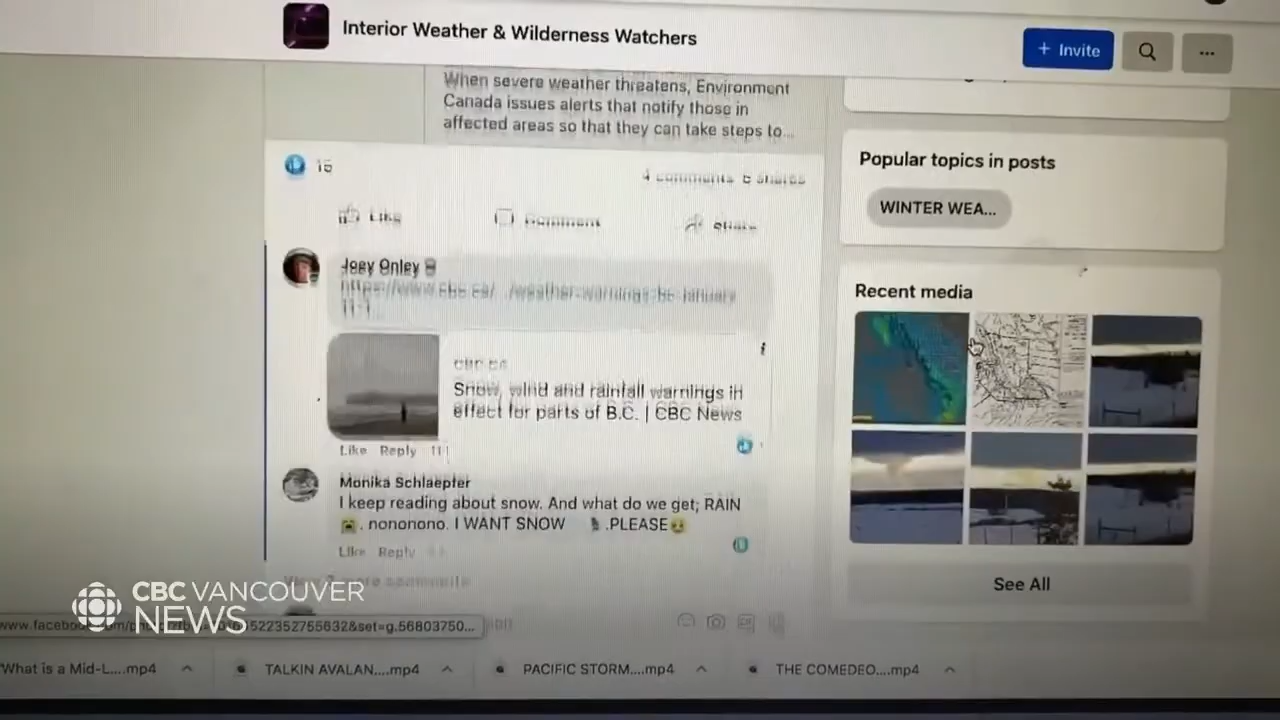 Interior Weather & Wilderness Watchers
+ Invite
When severe weather threatens, Environment
Canada issues alerts that notify those in
affected areas so that they can take steps to...
15
4 comments 6 shares
Like
Comment
Share
Joey Onley
CBC.CA
Snow, wind and rainfall warnings in
effect for parts of B.C. | CBC News
Like Reply
Monika Schlaepfer
I keep reading about snow. And what do we get; RAIN
. nononono. I WANT SNOW .PLEASE
Like Reply
Popular topics in posts
WINTER WEA...
Recent media
See All
CBC VANCOUVER
NEWS
What is a Mid-L....mp4
TALKIN AVALAN....mp4
PACIFIC STORM....mp4
THE COMEDEO....mp4